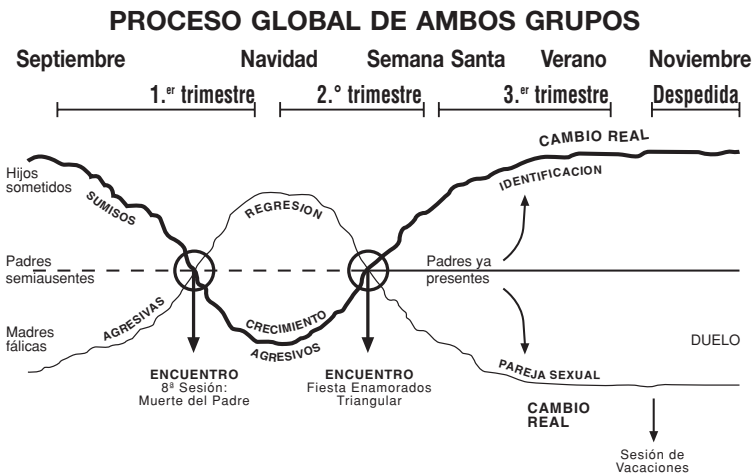 PROCESO GLOBAL DE AMBOS GRUPOS
Septiembre Navidad Semana Santa Verano Noviembre
1.er trimestre 2.° trimestre 3.er trimestre Despedida
CAMBIO REAL
Hijos
sometidos
SUMISOS
REGRESION
IDENTIFICACION
Padres
semiausentes
Padres ya
presentes
Madres
fálicas
AGRESIVAS
CRECIMIENTO
AGRESIVOS
DUELO
PAREJA SEXUAL
ENCUENTRO
8ª Sesión:
Muerte del Padre
ENCUENTRO
Fiesta Enamorados
Triangular
CAMBIO
REAL
Sesión de
Vacaciones